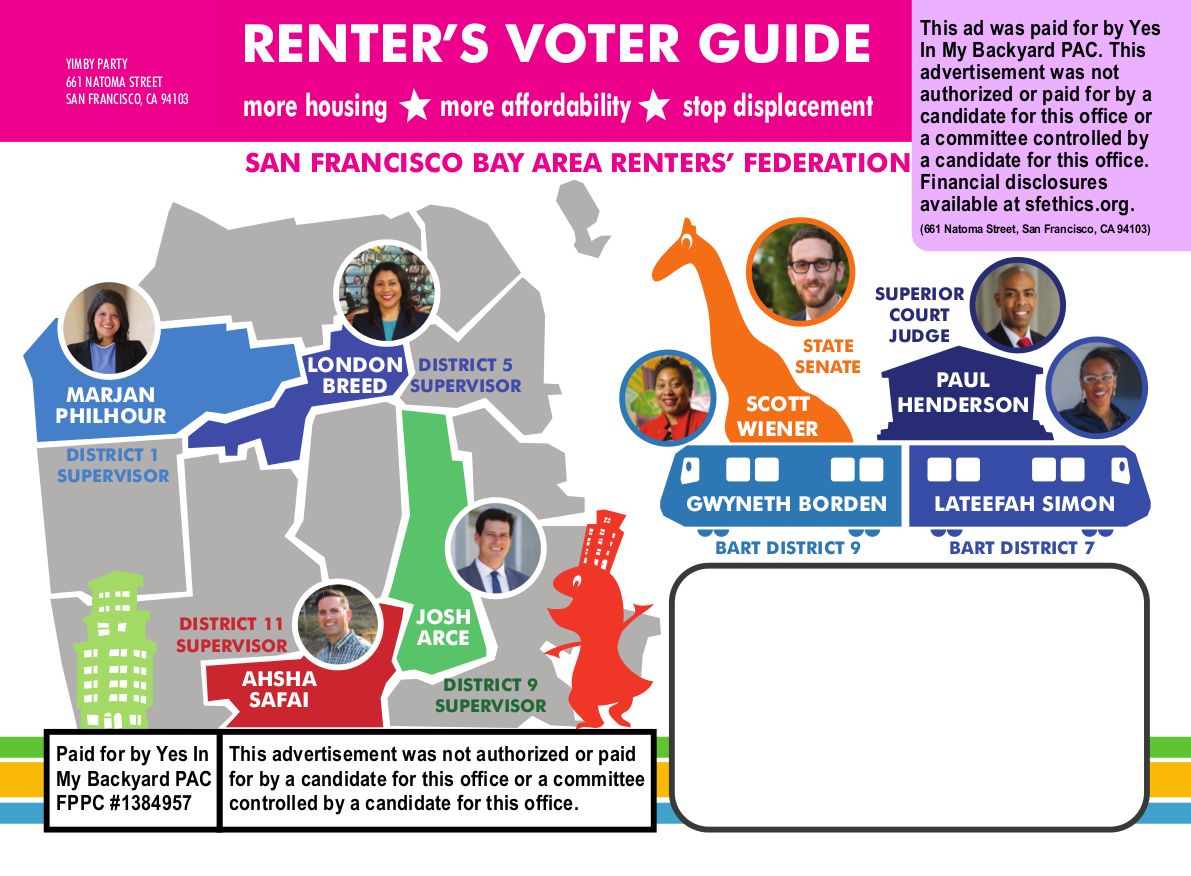 YIMBY PARTY
661 NATOMA STREET
SAN FRANCISCO, CA 94103
RENTER'S VOTER GUIDE
more housing ★ more affordability ★ stop displacement
SAN FRANCISCO BAY AREA RENTERS' FEDERATION
This ad was paid for by Yes
In My Backyard PAC. This
advertisement was not
authorized or paid for by a
candidate for this office or
a committee controlled by
a candidate for this office.
Financial disclosures
available at sfethics.org.
(661 Natoma Street, San Francisco, CA 94103)
MARJAN
PHILHOUR
DISTRICT 1
SUPERVISOR
LONDON
BREED
DISTRICT 5
SUPERVISOR
STATE
SENATE
SCOTT
WIENER
SUPERIOR
COURT
JUDGE
PAUL
HENDERSON
GWYNETH BORDEN
BART DISTRICT 9
LATEEFAH SIMON
BART DISTRICT 7
DISTRICT 11
SUPERVISOR
AHSHA
SAFAI
JOSH
ARCE
DISTRICT 9
SUPERVISOR
Paid for by Yes In
My Backyard PAC
FPPC #1384957
This advertisement was not authorized or paid
for by a candidate for this office or a committee
controlled by a candidate for this office.